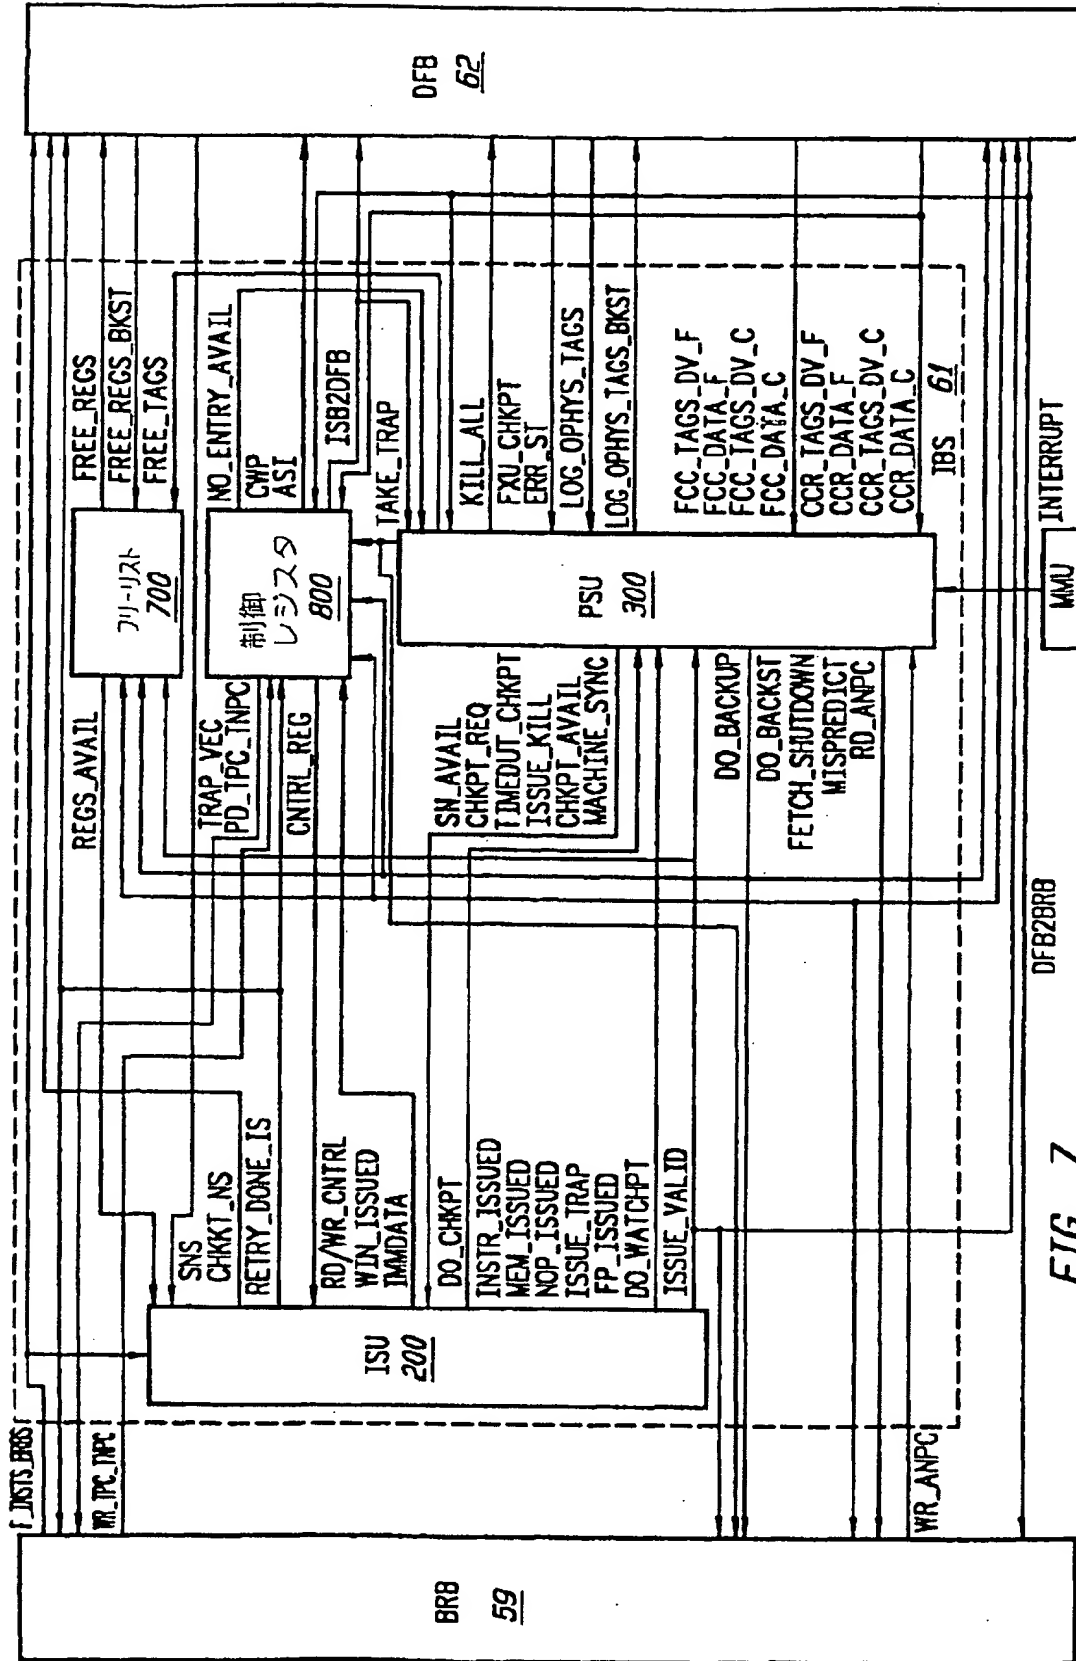 F_INSTS_BRBS
WR_TPC_TNPC
BRB
59
WR_ANPC
ISU
200
SNS
CHKKT_NS
RETRY_DONE_IS
RD/WR_CNTRL
WIN_ISSUED
IMMDATA
DO_CHKPT
INSTR_ISSUED
MEM_ISSUED
NOP_ISSUED
ISSUE_TRAP
FP_ISSUED
DO_WATCHPT
ISSUE_VALID
REGS_AVAIL
TRAP_VEC
PD_TPC_TNPC
CNTRL_REG
SN_AVAIL
CHKPT_REQ
TIMEDUT_CHKPT
ISSUE_KILL
CHKPT_AVAIL
MACHINE_SYNC
DO_BACKUP
DO_BACKST
FETCH_SHUTDOWN
MISPREDICT
RD_ANPC
フリーリスト
700
制御
レジスタ
800
PSU
300
MMU
INTERRUPT
FREE_REGS
FREE_REGS_BKST
FREE_TAGS
NO_ENTRY_AVAIL
CWP
ASI
ISB2DFB
TAKE_TRAP
KILL_ALL
FXU_CHKPT
ERR_ST
LOG_OPHYS_TAGS
LOG_OPHYS_TAGS_BKST
FCC_TAGS_DV_F
FCC_DATA_F
FCC_TAGS_DV_C
FCC_DATA_C
CCR_TAGS_DV_F
CCR_DATA_F
CCR_TAGS_DV_C
CCR_DATA_C
IBS
61
DFB
62
DFB2BRB
FIG. 7